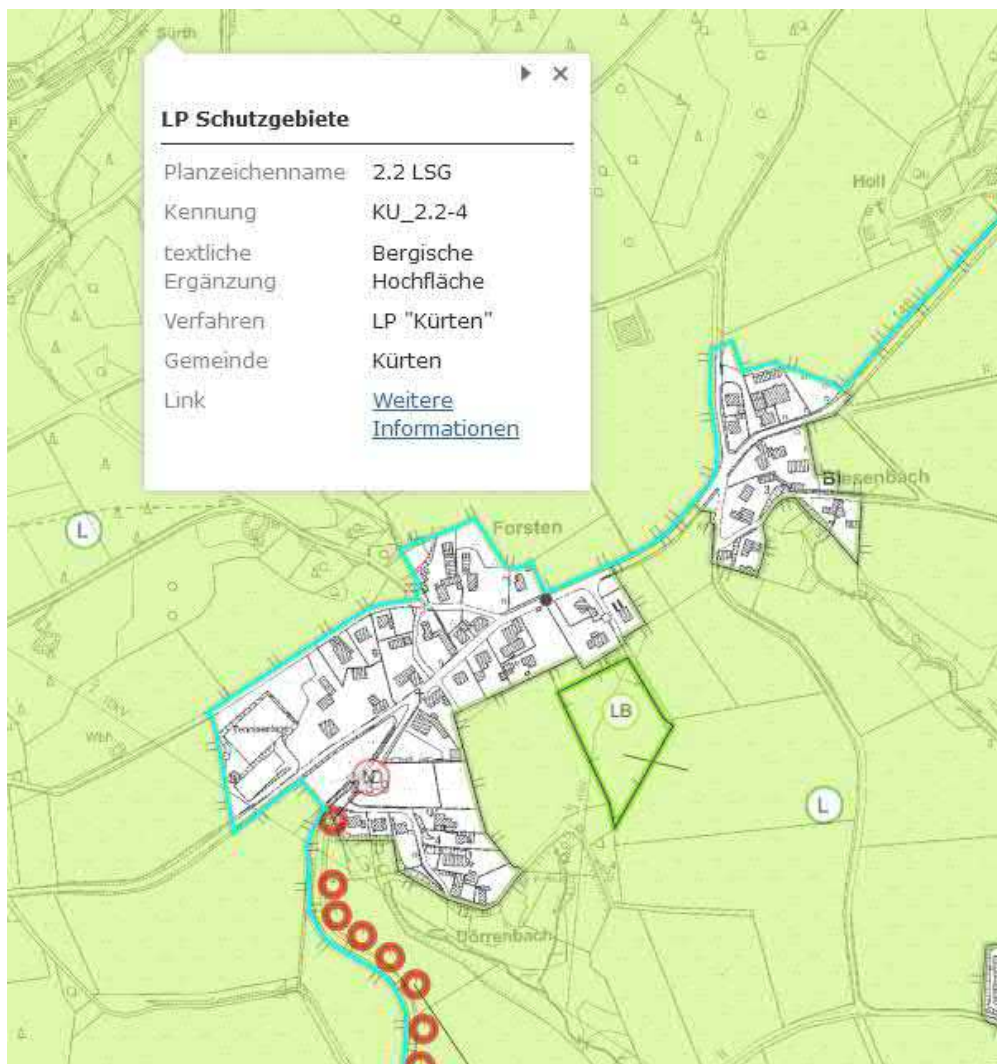 Sürth
LP Schutzgebiete
Planzeichenname 2.2 LSG
Kennung KU_2.2-4
textliche Bergische
Ergänzung Hochfläche
Verfahren LP "Kürten"
Gemeinde Kürten
Link Weitere
Informationen
Holl
Biesenbach
L
Forsten
LB
ND
L
Dörrenbach